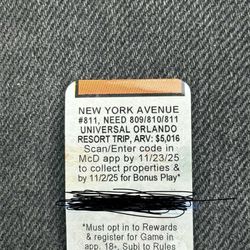 NEW YORK AVENUE
#811, NEED 809/810/811
UNIVERSAL ORLANDO
RESORT TRIP, ARV: $5,016
Scan/Enter code in
McD app by 11/23/25
to collect properties &
by 11/2/25 for Bonus Play*
*Must opt in to Rewards
& register for Game in
app. 18+. Subj to Rules